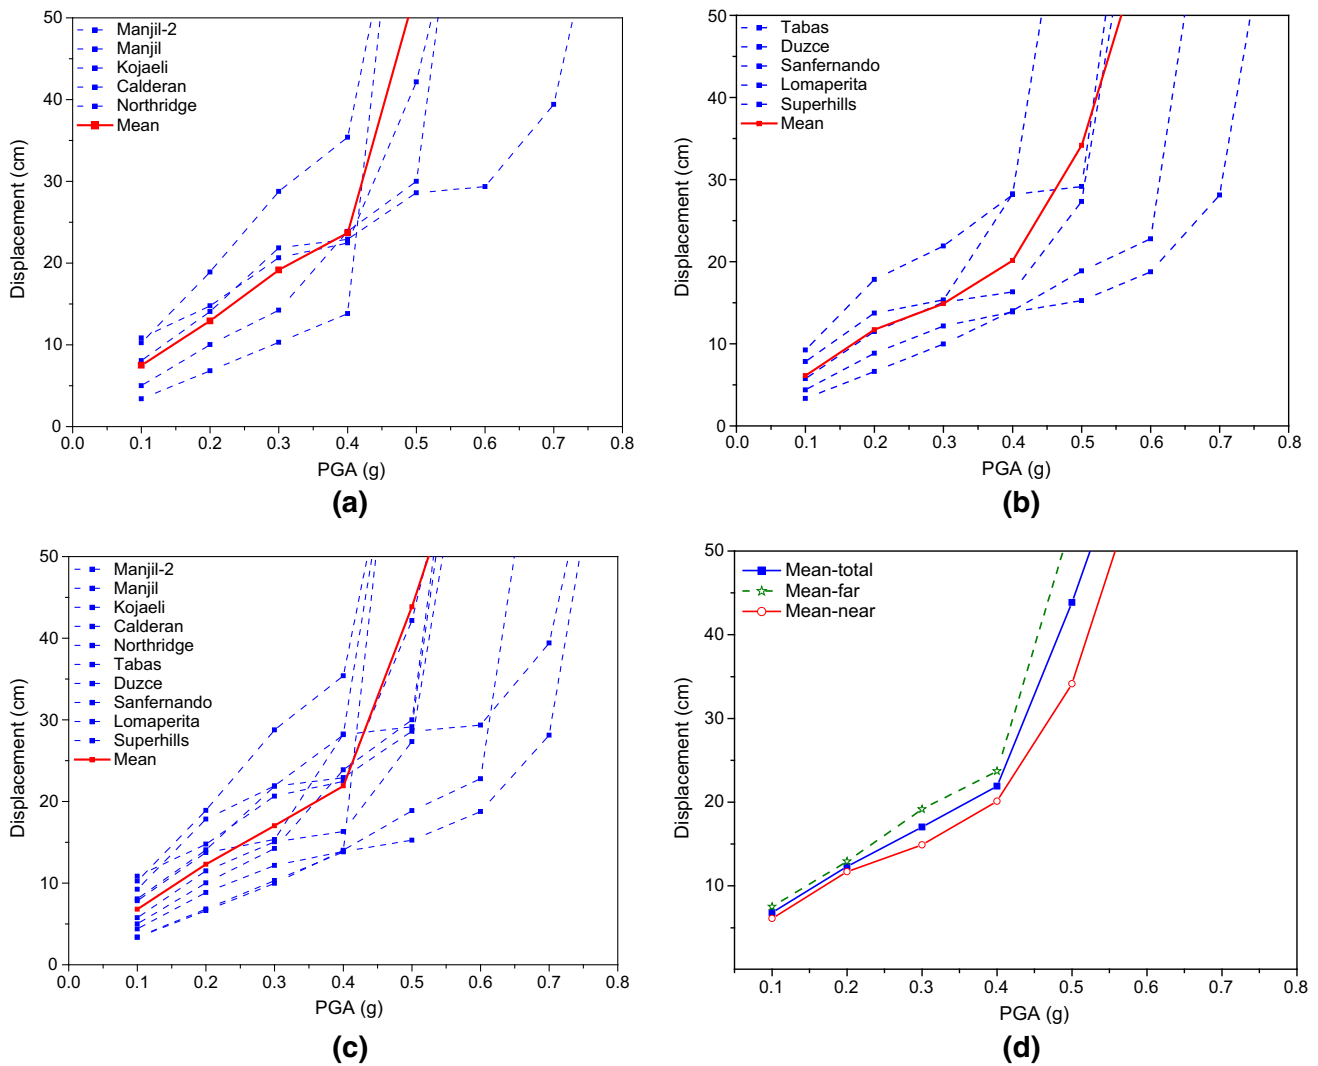 50
40
30
20
10
0
Displacement (cm)
Manjil-2
Manjil
Kojaeli
Calderan
Northridge
Mean
0.0 0.1 0.2 0.3 0.4 0.5 0.6 0.7 0.8
PGA (g)
(a)
50
40
30
20
10
0
Displacement (cm)
Tabas
Duzce
Sanfernando
Lomaperita
Superhills
Mean
0.0 0.1 0.2 0.3 0.4 0.5 0.6 0.7 0.8
PGA (g)
(b)
50
40
30
20
10
0
Displacement (cm)
Manjil-2
Manjil
Kojaeli
Calderan
Northridge
Tabas
Duzce
Sanfernando
Lomaperita
Superhills
Mean
0.0 0.1 0.2 0.3 0.4 0.5 0.6 0.7 0.8
PGA (g)
(c)
50
40
30
20
10
Displacement (cm)
Mean-total
Mean-far
Mean-near
0.1 0.2 0.3 0.4 0.5 0.6 0.7 0.8
PGA (g)
(d)